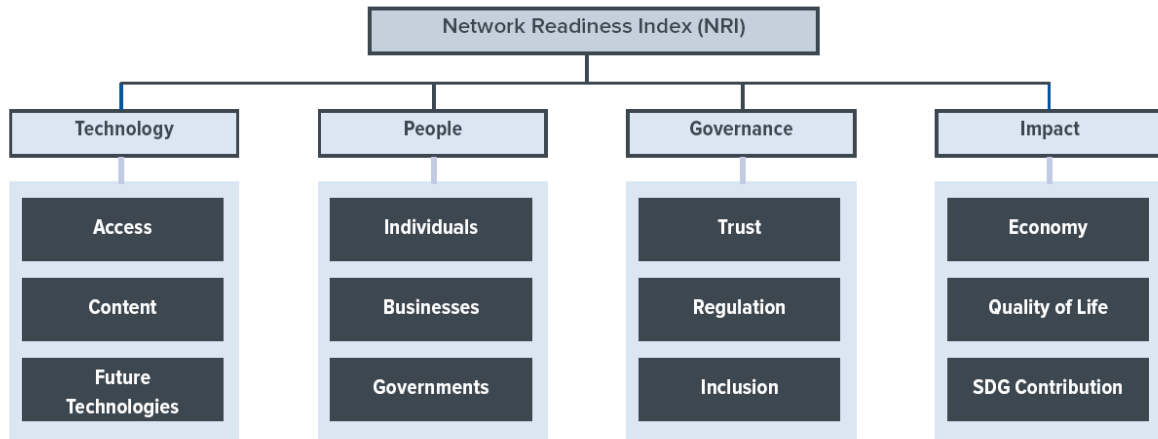 Network Readiness Index (NRI)
Technology
People
Governance
Impact
Access
Individuals
Trust
Economy
Content
Businesses
Regulation
Quality of Life
Future
Technologies
Governments
Inclusion
SDG Contribution